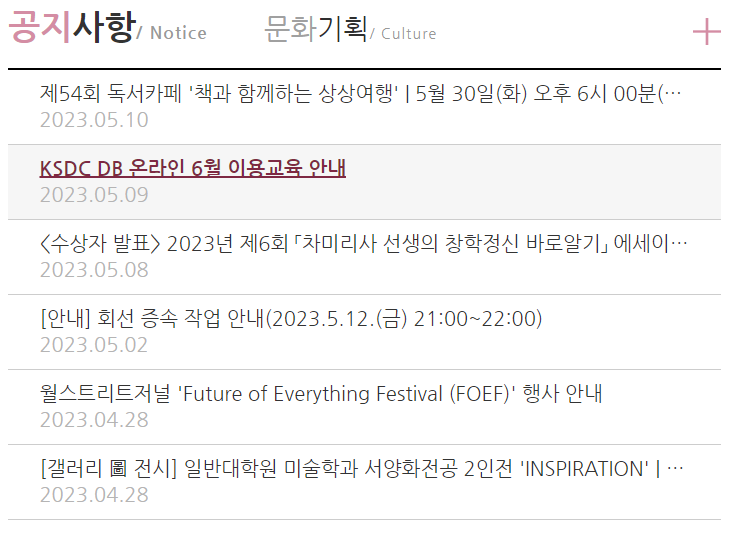 공지사항/ Notice 문화기획/ Culture
제54회 독서카페 '책과 함께하는 상상여행' | 5월 30일(화) 오후 6시 00분(…
2023.05.10
KSDC DB 온라인 6월 이용교육 안내
2023.05.09
<수상자 발표> 2023년 제6회 「차미리사 선생의 창학정신 바로알기」 에세이…
2023.05.08
[안내] 회선 증속 작업 안내(2023.5.12.(금) 21:00~22:00)
2023.05.02
월스트리트저널 'Future of Everything Festival (FOEF)' 행사 안내
2023.04.28
[갤러리 圖 전시] 일반대학원 미술학과 서양화전공 2인전 'INSPIRATION' | …
2023.04.28